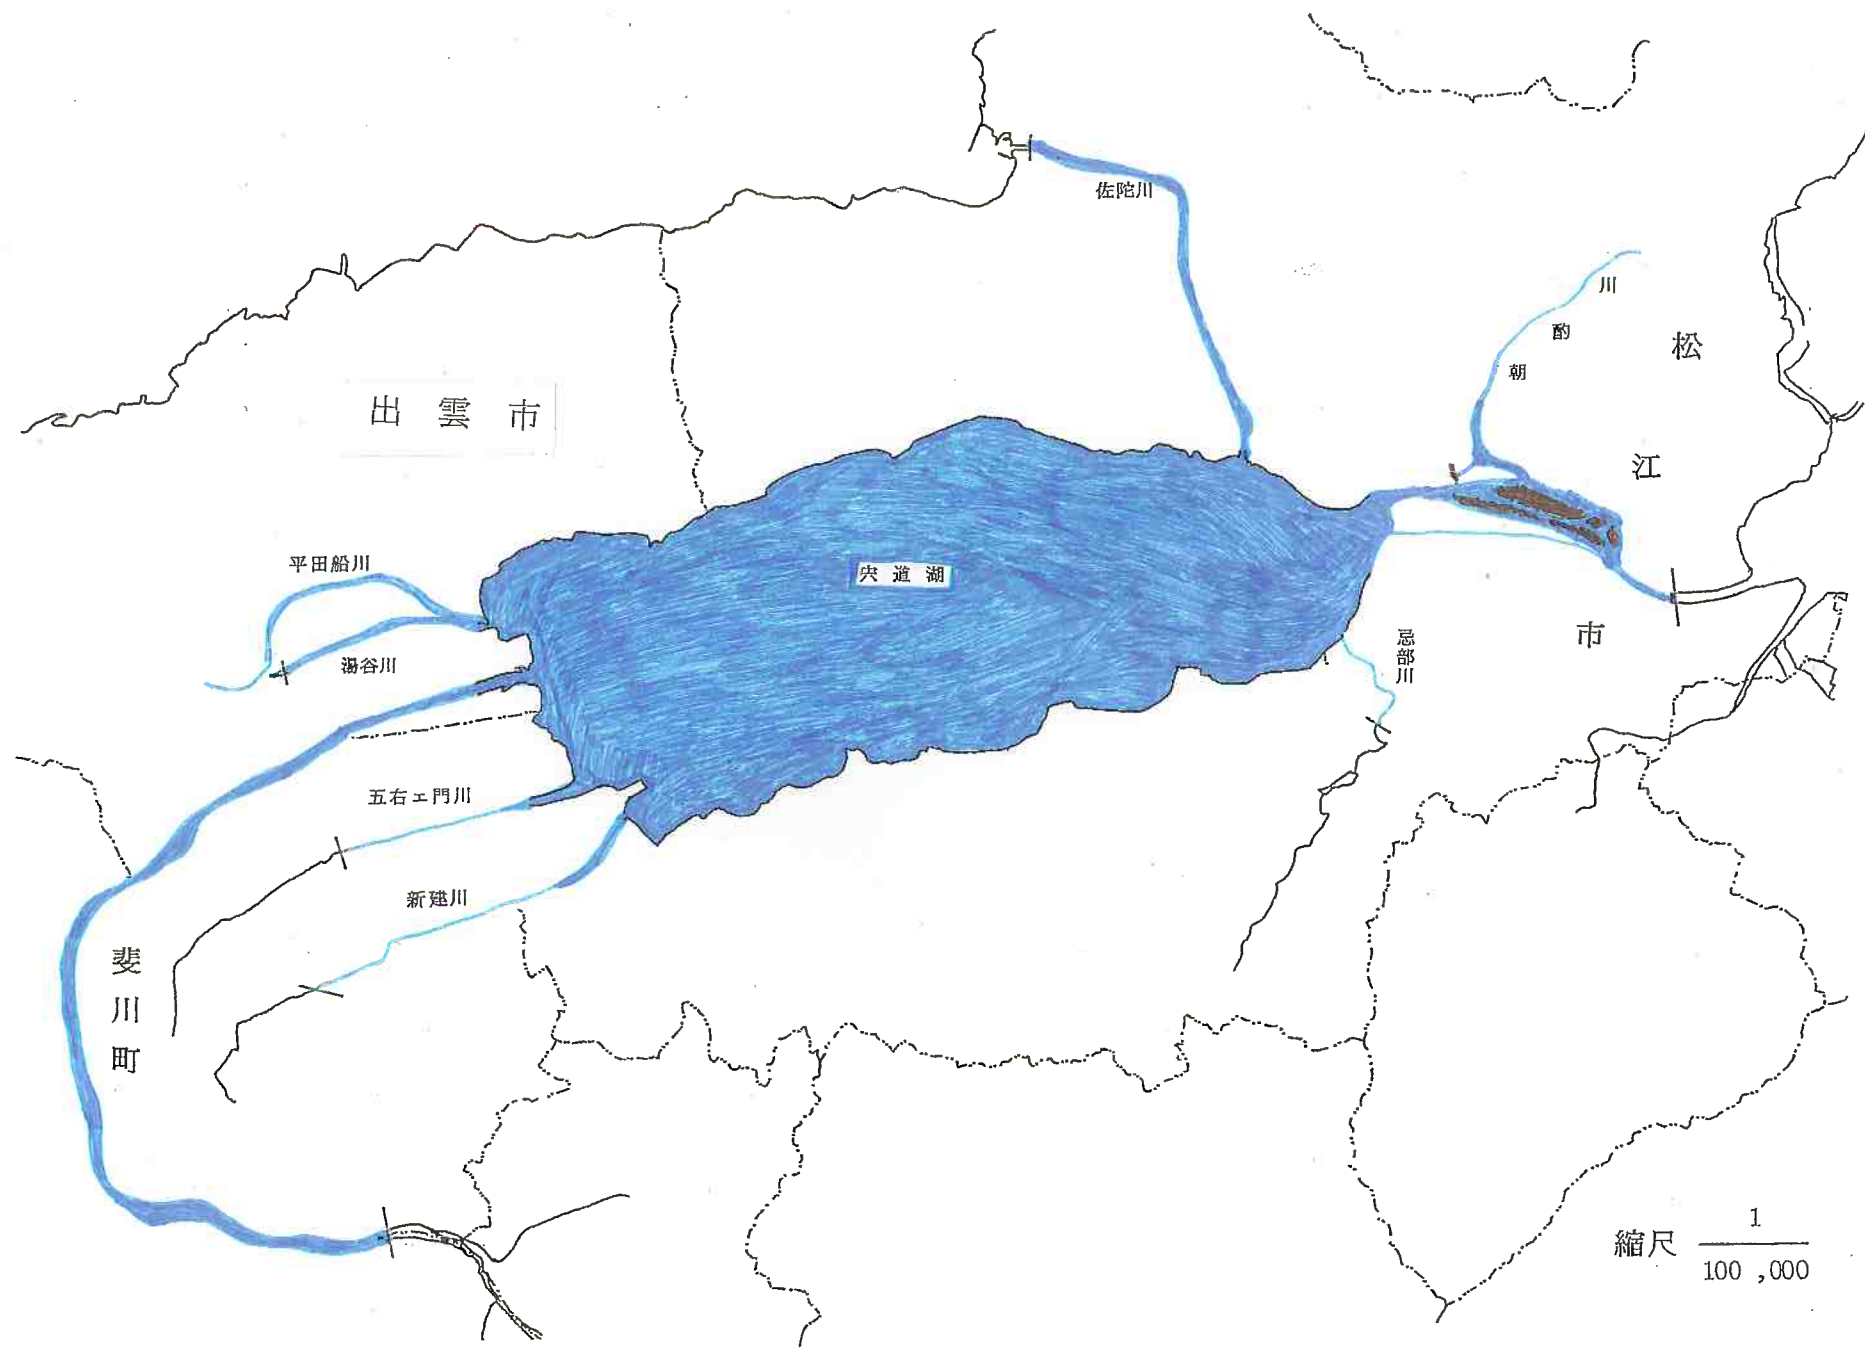 佐陀川
朝酌川
松江市
出雲市
宍道湖
平田船川
湯谷川
忌部川
五右ェ門川
新建川
斐川町
縮尺 1
100,000